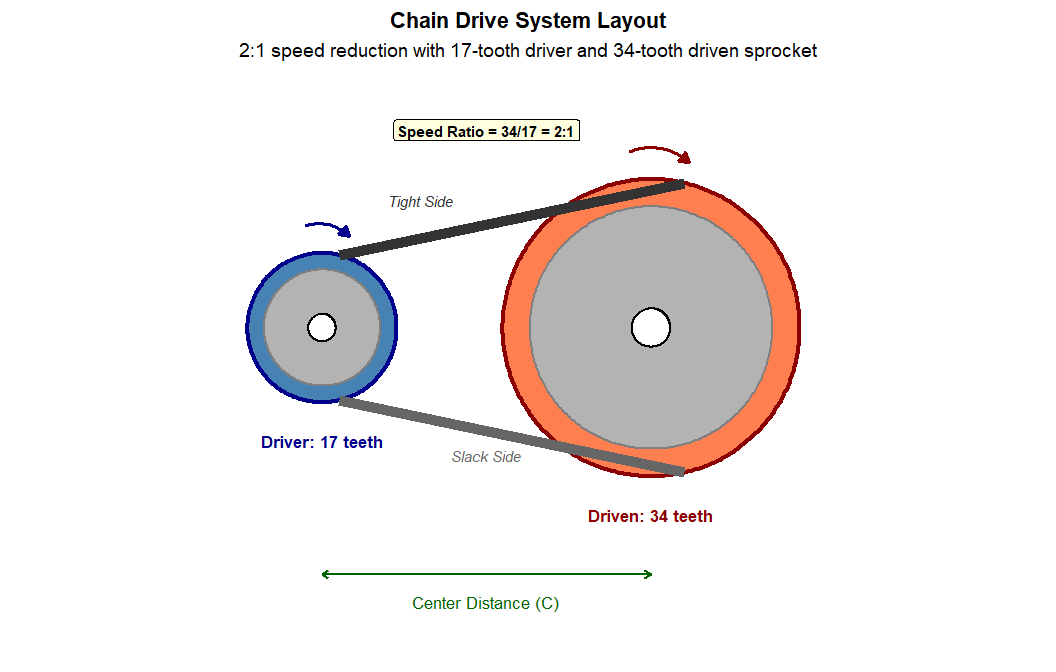 Chain Drive System Layout
2:1 speed reduction with 17-tooth driver and 34-tooth driven sprocket
Speed Ratio = 34/17 = 2:1
Tight Side
Driver: 17 teeth
Slack Side
Driven: 34 teeth
Center Distance (C)